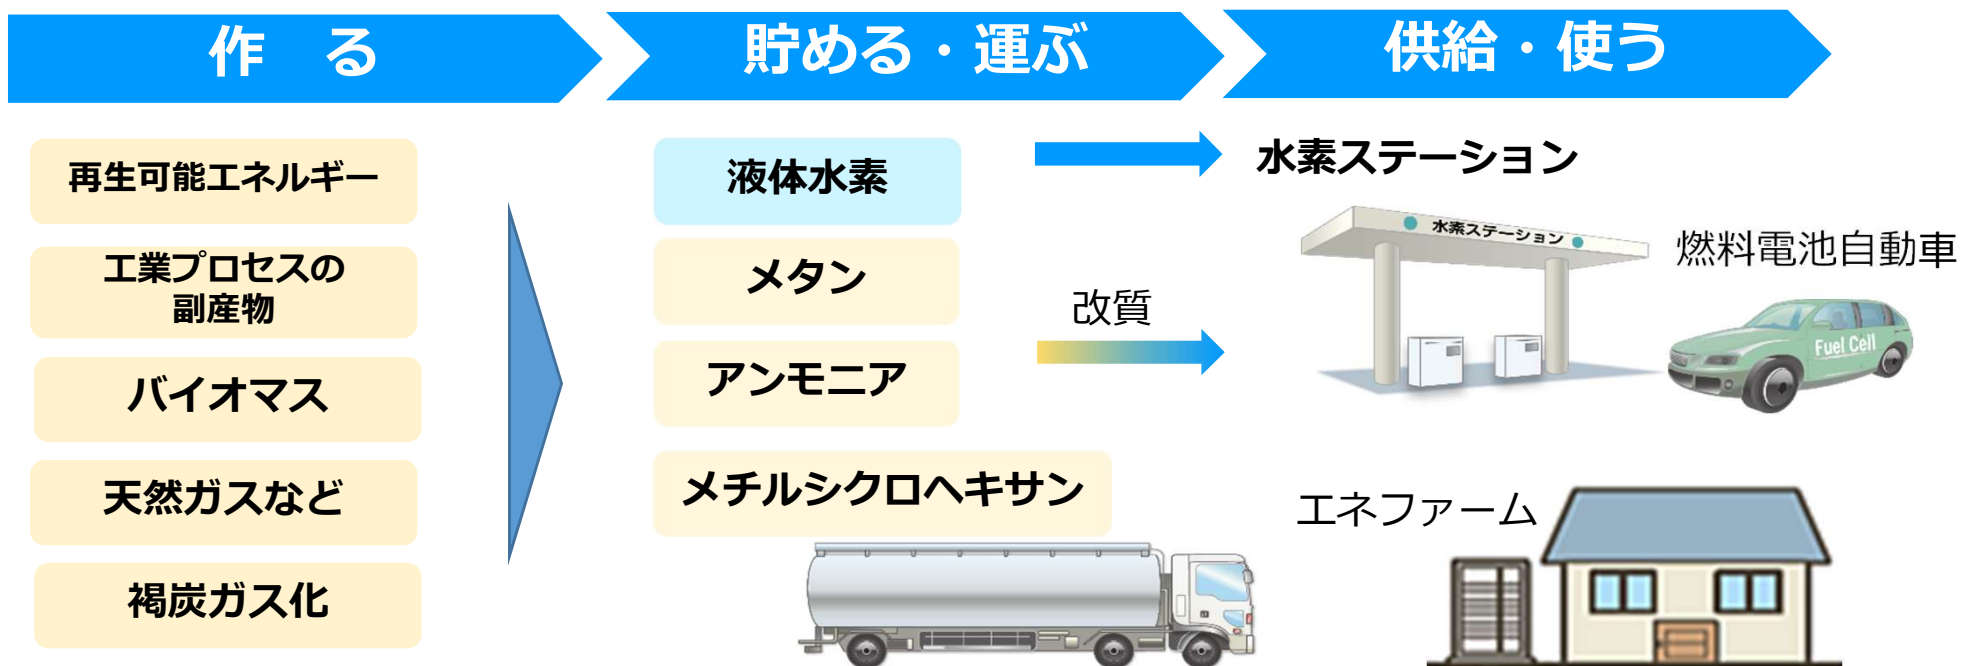 作　る
貯める・運ぶ
供給・使う
再生可能エネルギー
工業プロセスの
副産物
バイオマス
天然ガスなど
褐炭ガス化
液体水素
メタン
アンモニア
メチルシクロヘキサン
改質
水素ステーション
水素ステーション
燃料電池自動車
Fuel Cell
エネファーム